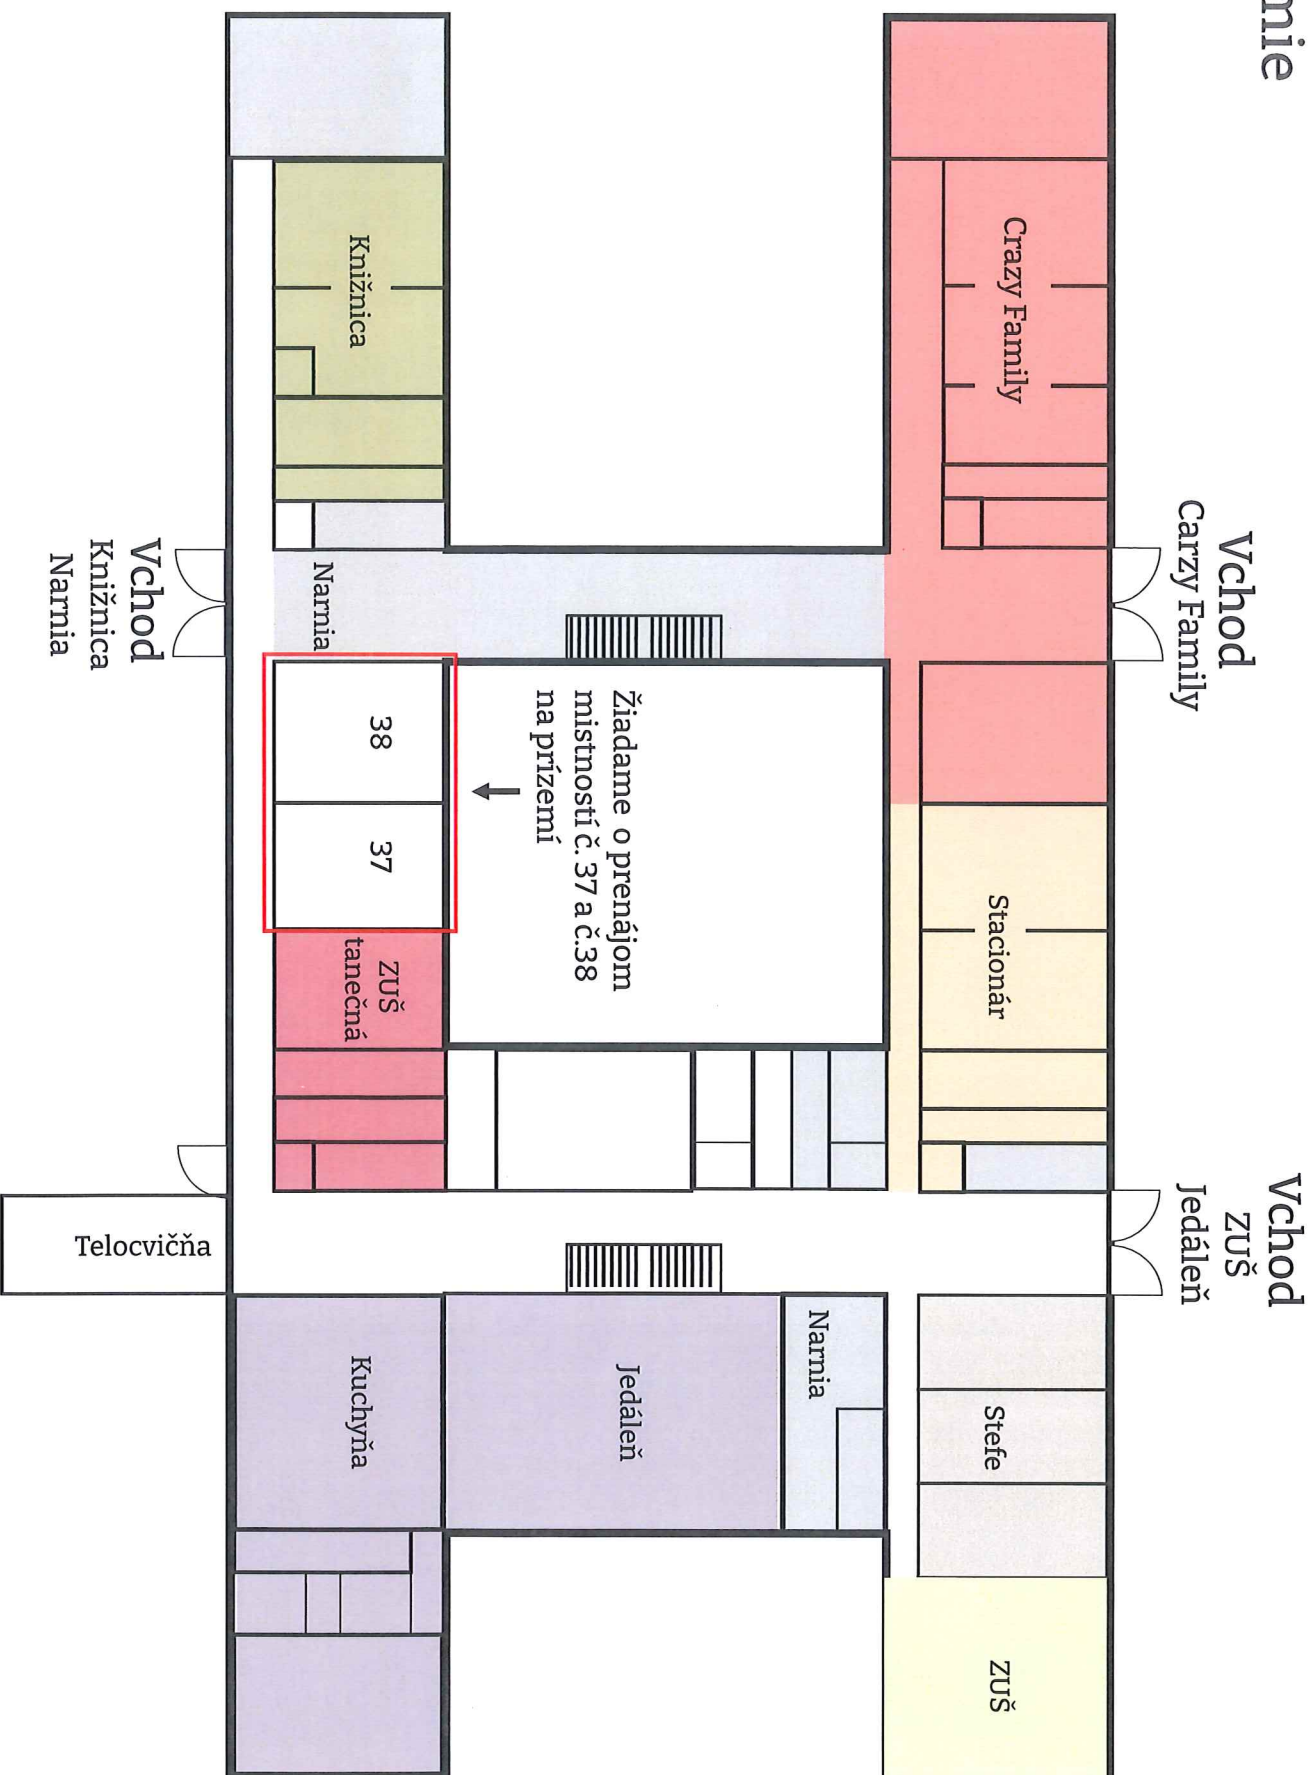 mie
Vchod
Carzy Family
Vchod
ZUŠ
Jedáleň
Crazy Family
Stacionár
Stefe
ZUŠ
Žiadame o prenájom
mistností č. 37 a č.38
na prízemí
Narnia
Jedáleň
Knižnica
Narnia
38
37
ZUŠ
tanečná
Kuchyňa
Vchod
Knižnica
Narnia
Telocvičňa